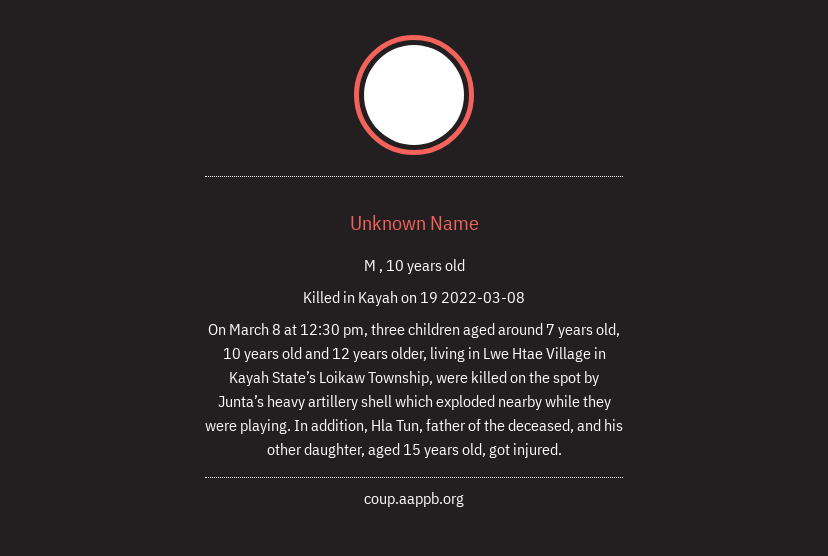 Unknown Name
M , 10 years old
Killed in Kayah on 19 2022-03-08
On March 8 at 12:30 pm, three children aged around 7 years old,
10 years old and 12 years older, living in Lwe Htae Village in
Kayah State’s Loikaw Township, were killed on the spot by
Junta’s heavy artillery shell which exploded nearby while they
were playing. In addition, Hla Tun, father of the deceased, and his
other daughter, aged 15 years old, got injured.
coup.aappb.org